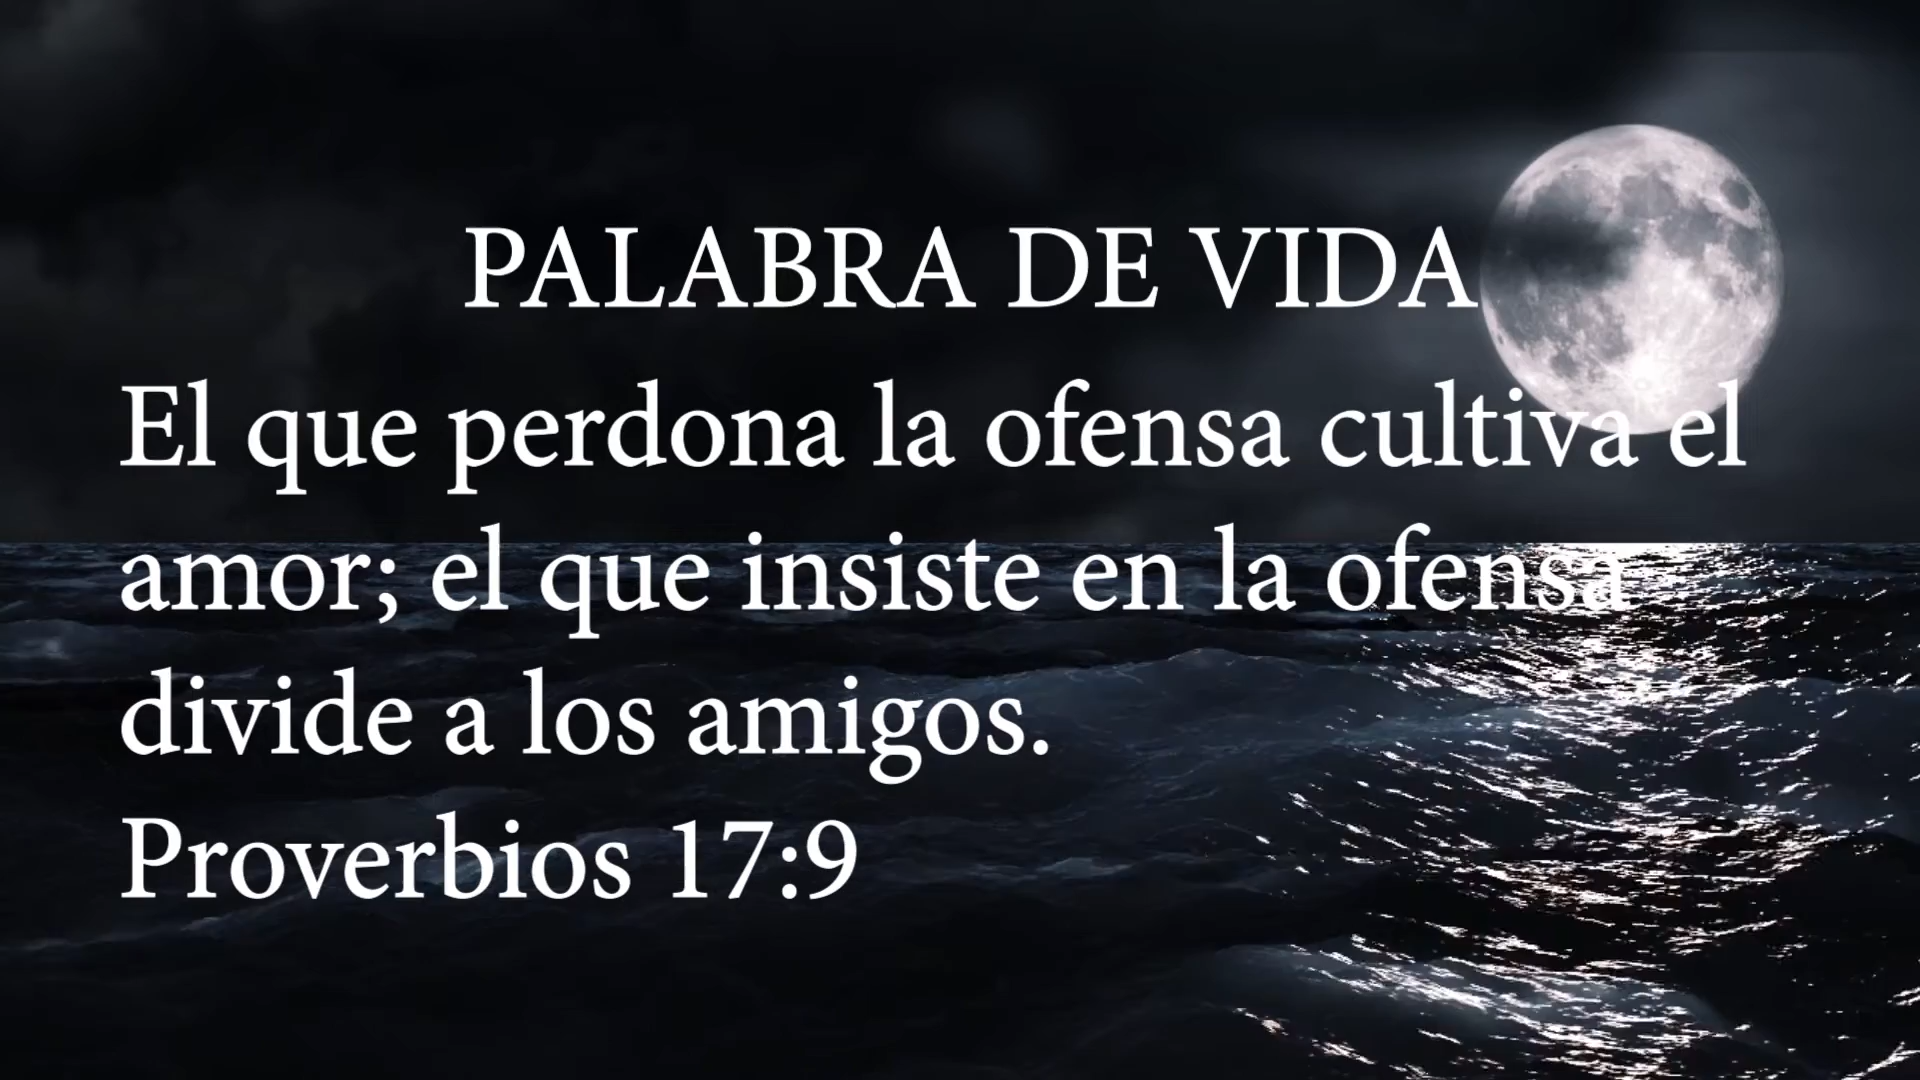 PALABRA DE VIDA
El que perdona la ofensa cultiva el
amor; el que insiste en la ofensa
divide a los amigos.
Proverbios 17:9